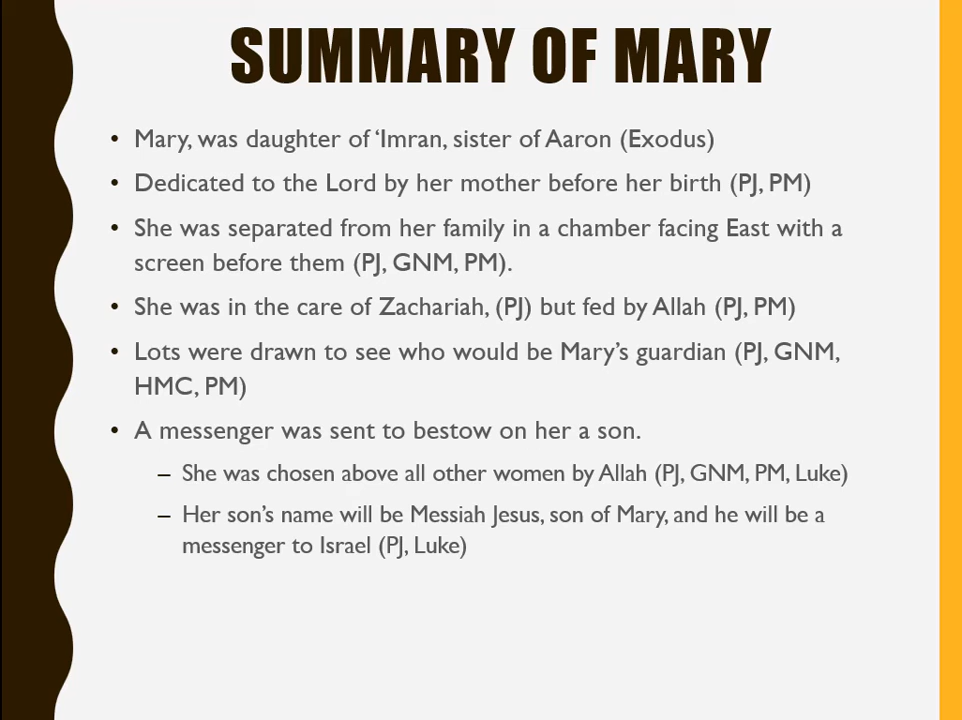 SUMMARY OF MARY
• Mary, was daughter of ‘Imran, sister of Aaron (Exodus)
• Dedicated to the Lord by her mother before her birth (PJ, PM)
• She was separated from her family in a chamber facing East with a
screen before them (PJ, GNM, PM).
• She was in the care of Zachariah, (PJ) but fed by Allah (PJ, PM)
• Lots were drawn to see who would be Mary’s guardian (PJ, GNM,
HMC, PM)
• A messenger was sent to bestow on her a son.
– She was chosen above all other women by Allah (PJ, GNM, PM, Luke)
– Her son’s name will be Messiah Jesus, son of Mary, and he will be a
messenger to Israel (PJ, Luke)